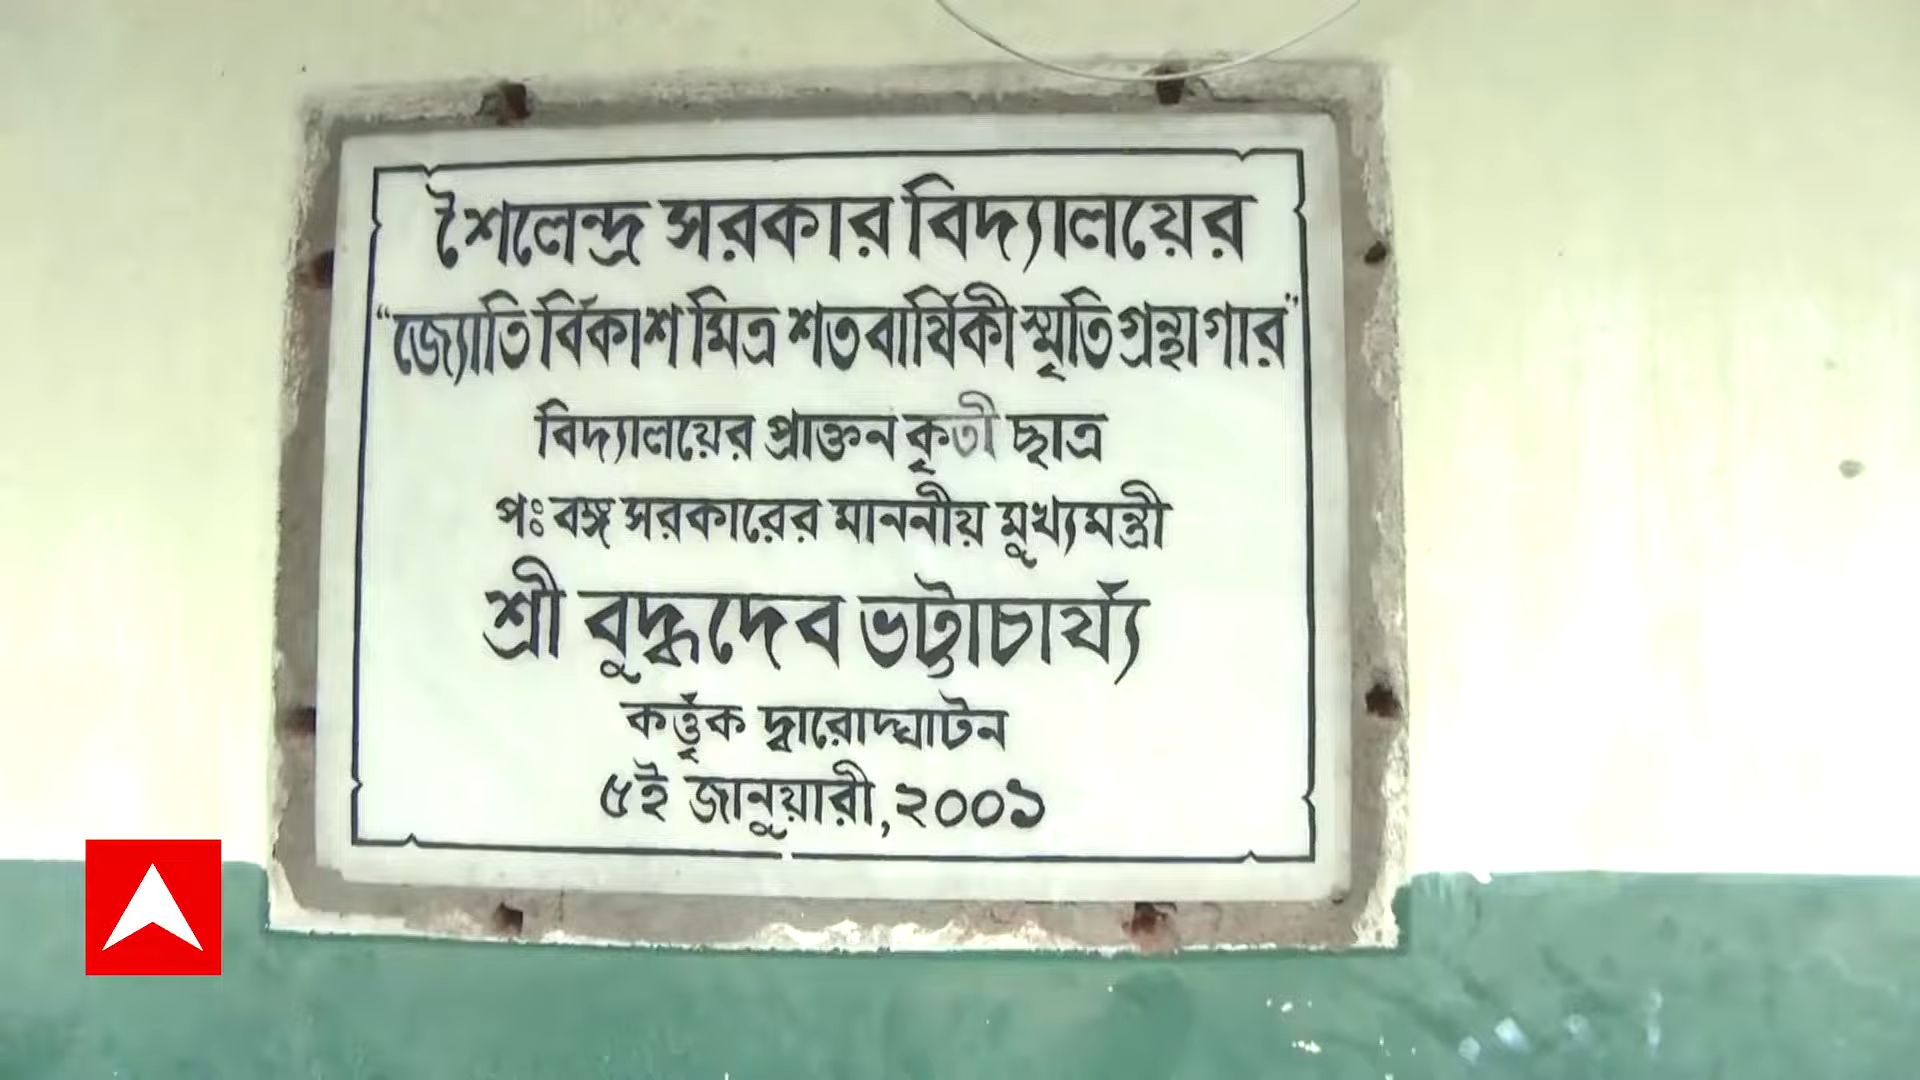 শৈলেন্দ্র সরকার বিদ্যালয়ের
"জ্যোতি বিকাশ মিত্র শতবার্ষিকী স্মৃতি গ্রন্থাগার"
বিদ্যালয়ের প্রাক্তন কৃতী ছাত্র
পঃ বঙ্গ সরকারের মাননীয় মুখ্যমন্ত্রী
শ্রী বুদ্ধদেব ভট্টাচার্য্য
কর্ত্তৃক দ্বারোদ্ঘাটন
৫ই জানুয়ারী, ২০০১